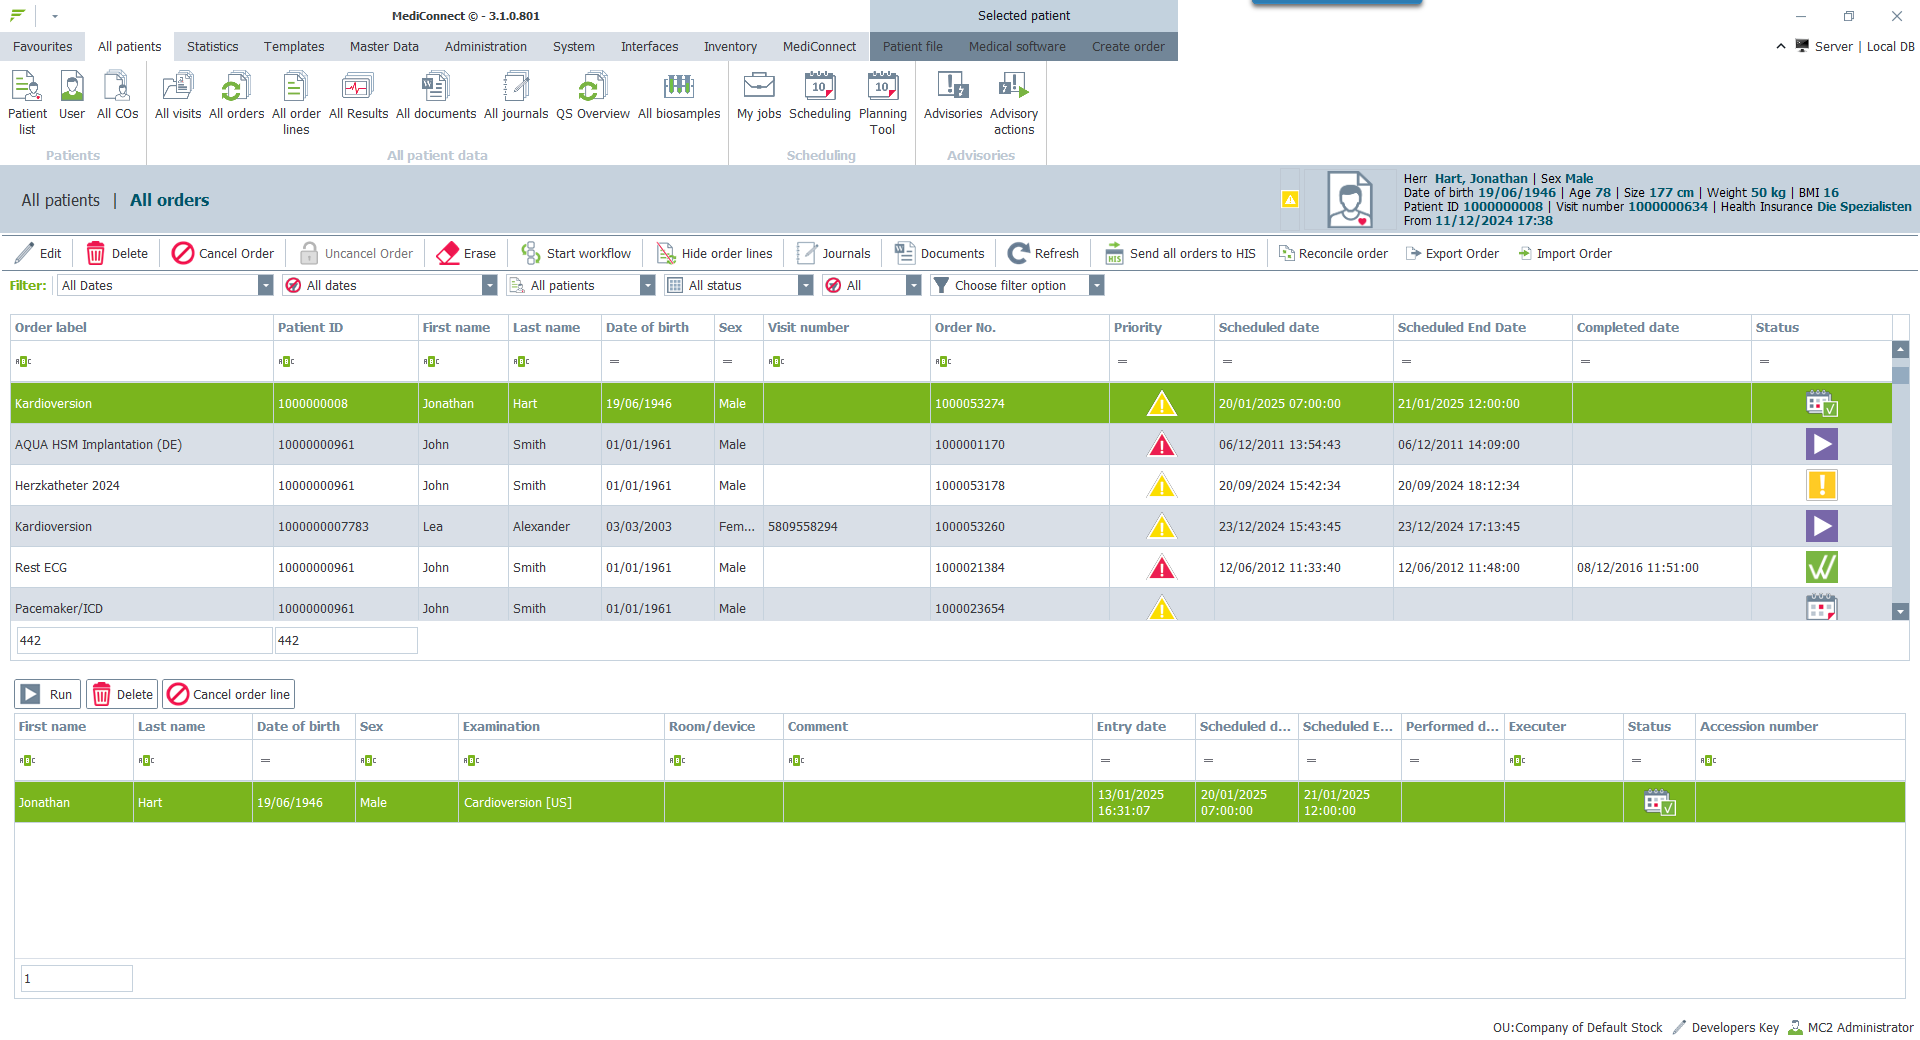 MediConnect © - 3.1.0.801
Selected patient
Favourites All patients Statistics Templates Master Data Administration System Interfaces Inventory MediConnect Patient file Medical software Create order
Server | Local DB
Patient list User All COs All visits All orders All order lines All Results All documents All journals QS Overview All biosamples My jobs Scheduling Planning Tool Advisories Advisory actions
Patients All patient data Scheduling Advisories
All patients | All orders
Herr Hart, Jonathan | Sex Male
Date of birth 19/06/1946 | Age 78 | Size 177 cm | Weight 50 kg | BMI 16
Patient ID 1000000008 | Visit number 1000000634 | Health Insurance Die Spezialisten
From 11/12/2024 17:38
Edit Delete Cancel Order Uncancel Order Erase Start workflow Hide order lines Journals Documents Refresh Send all orders to HIS Reconcile order Export Order Import Order
Filter: All Dates All dates All patients All status All Choose filter option
Order label Patient ID First name Last name Date of birth Sex Visit number Order No. Priority Scheduled date Scheduled End Date Completed date Status
ABC ABC ABC ABC = = ABC ABC = = = = =
Kardioversion 1000000008 Jonathan Hart 19/06/1946 Male 1000053274 20/01/2025 07:00:00 21/01/2025 12:00:00
AQUA HSM Implantation (DE) 10000000961 John Smith 01/01/1961 Male 1000001170 06/12/2011 13:54:43 06/12/2011 14:09:00
Herzkatheter 2024 10000000961 John Smith 01/01/1961 Male 1000053178 20/09/2024 15:42:34 20/09/2024 18:12:34
Kardioversion 1000000007783 Lea Alexander 03/03/2003 Fem... 5809558294 1000053260 23/12/2024 15:43:45 23/12/2024 17:13:45
Rest ECG 10000000961 John Smith 01/01/1961 Male 1000021384 12/06/2012 11:33:40 12/06/2012 11:48:00 08/12/2016 11:51:00
Pacemaker/ICD 10000000961 John Smith 01/01/1961 Male 1000023654
442 442
Run Delete Cancel order line
First name Last name Date of birth Sex Examination Room/device Comment Entry date Scheduled d... Scheduled E... Performed d... Executer Status Accession number
ABC ABC = ABC ABC ABC ABC = = = = ABC = ABC
Jonathan Hart 19/06/1946 Male Cardioversion [US] 13/01/2025 16:31:07 20/01/2025 07:00:00 21/01/2025 12:00:00
1
OU:Company of Default Stock Developers Key MC2 Administrator